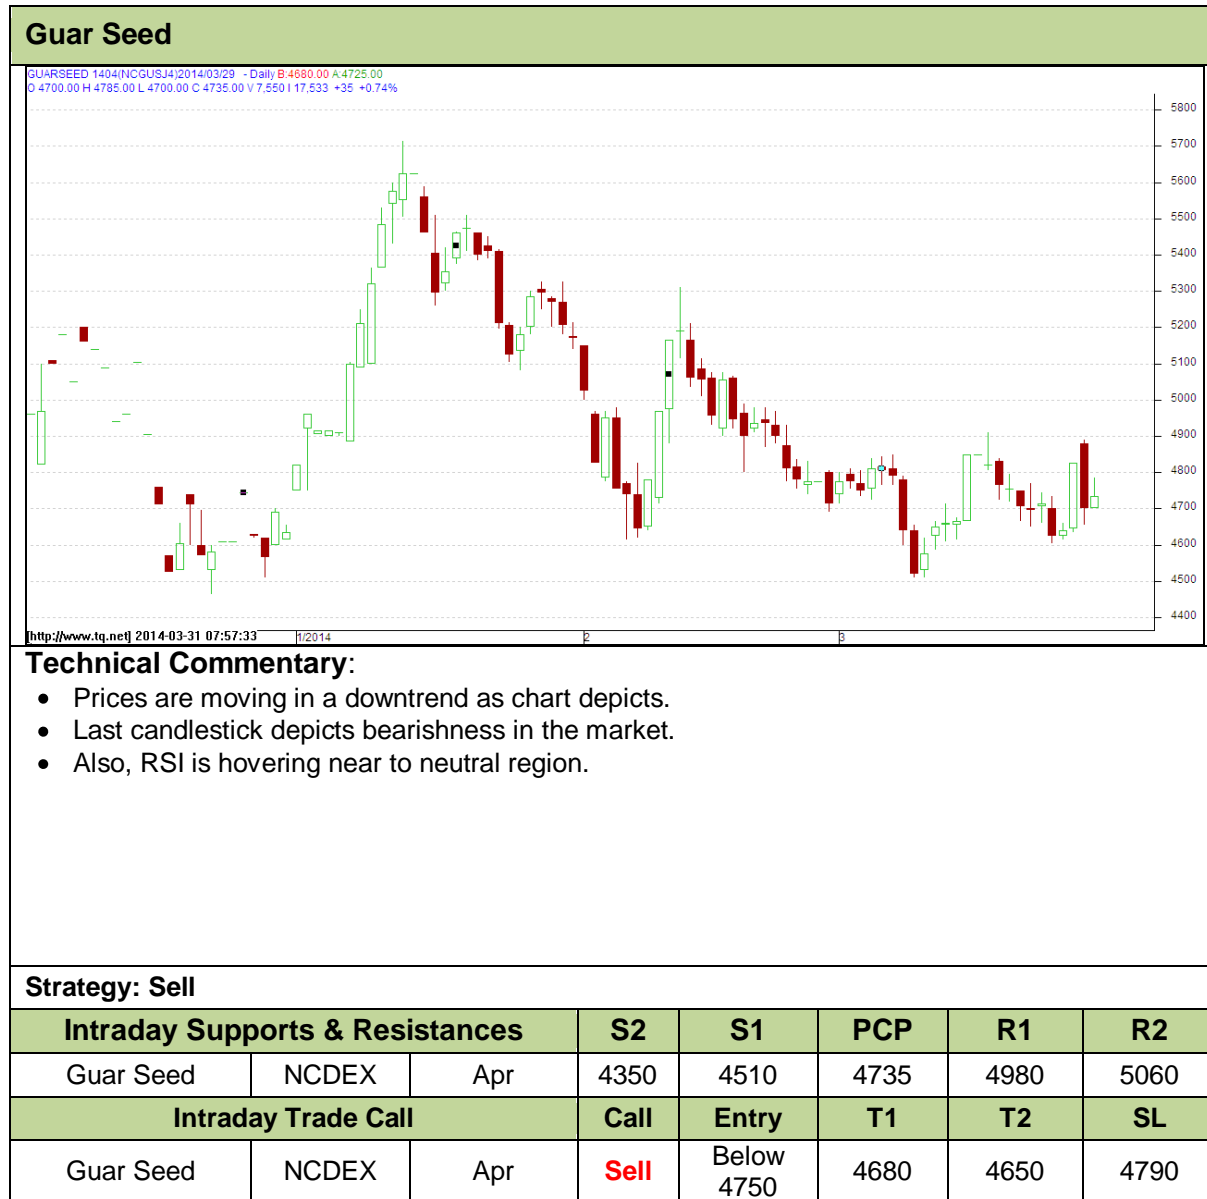 Guar Seed
GUARSEED 1404(NCGUSJ4)2014/03/29 - Daily B:4680.00 A:4725.00
O 4700.00 H 4785.00 L 4700.00 C 4735.00 V 7,550 I 17,533 +35 +0.74%
5800
5700
5600
5500
5400
5300
5200
5100
5000
4900
4800
4700
4600
4500
4400
[http://www.tq.net] 2014-03-31 07:57:33 1/2014 2 3
Technical Commentary:
• Prices are moving in a downtrend as chart depicts.
• Last candlestick depicts bearishness in the market.
• Also, RSI is hovering near to neutral region.
Strategy: Sell
Intraday Supports & Resistances S2 S1 PCP R1 R2
Guar Seed NCDEX Apr 4350 4510 4735 4980 5060
Intraday Trade Call Call Entry T1 T2 SL
Guar Seed NCDEX Apr Sell Below 4750 4680 4650 4790